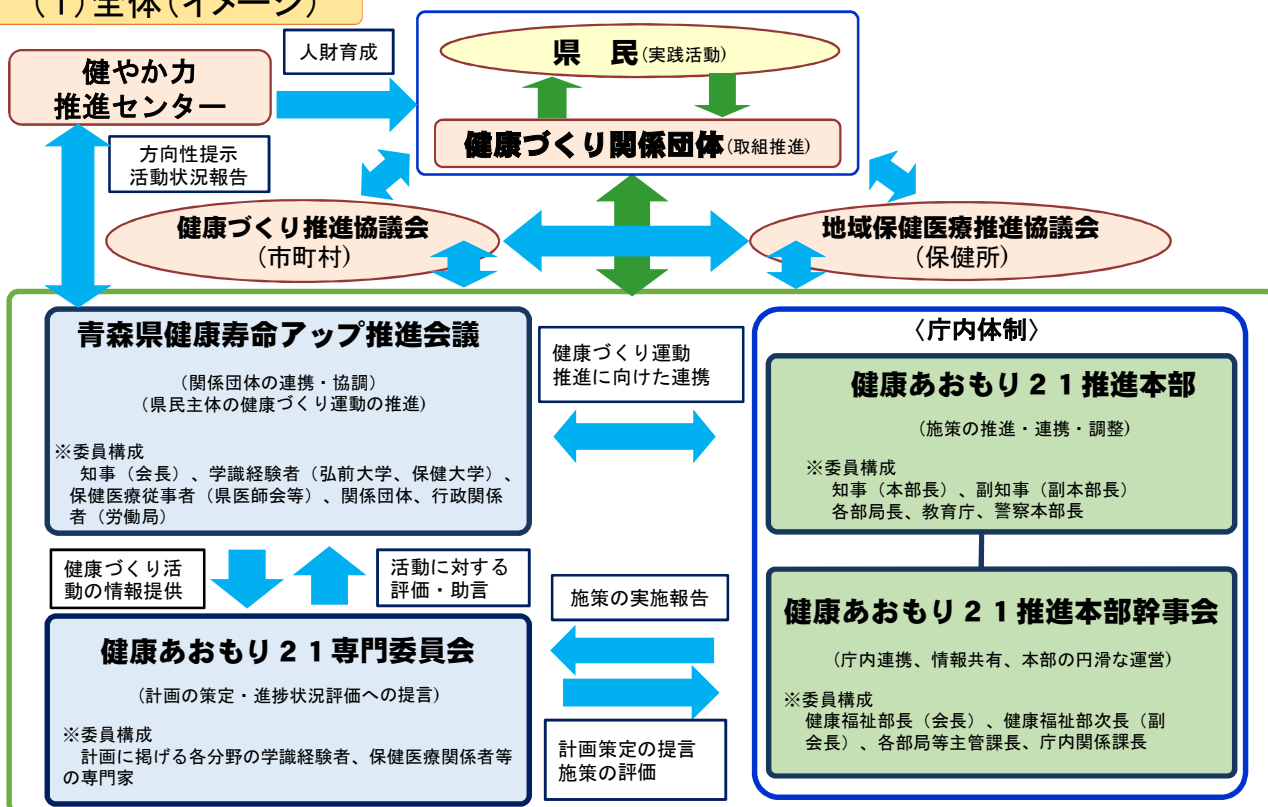 （１）全体（イメージ）
人財育成
健やか力
推進センター
県　民（実践活動）
健康づくり関係団体（取組推進）
方向性提示
活動状況報告
健康づくり推進協議会
（市町村）
地域保健医療推進協議会
（保健所）
青森県健康寿命アップ推進会議
（関係団体の連携・協調）
（県民主体の健康づくり運動の推進）
※委員構成
知事（会長）、学識経験者（弘前大学、保健大学）、
保健医療従事者（県医師会等）、関係団体、行政関係
者（労働局）
健康づくり運動
推進に向けた連携
〈庁内体制〉
健康あおもり２１推進本部
（施策の推進・連携・調整）
※委員構成
知事（本部長）、副知事（副本部長）
各部局長、教育庁、警察本部長
健康づくり活
動の情報提供
活動に対する
評価・助言
施策の実施報告
健康あおもり２１専門委員会
（計画の策定・進捗状況評価への提言）
※委員構成
計画に掲げる各分野の学識経験者、保健医療関係者等
の専門家
計画策定の提言
施策の評価
健康あおもり２１推進本部幹事会
（庁内連携、情報共有、本部の円滑な運営）
※委員構成
健康福祉部長（会長）、健康福祉部次長（副
会長）、各部局等主管課長、庁内関係課長